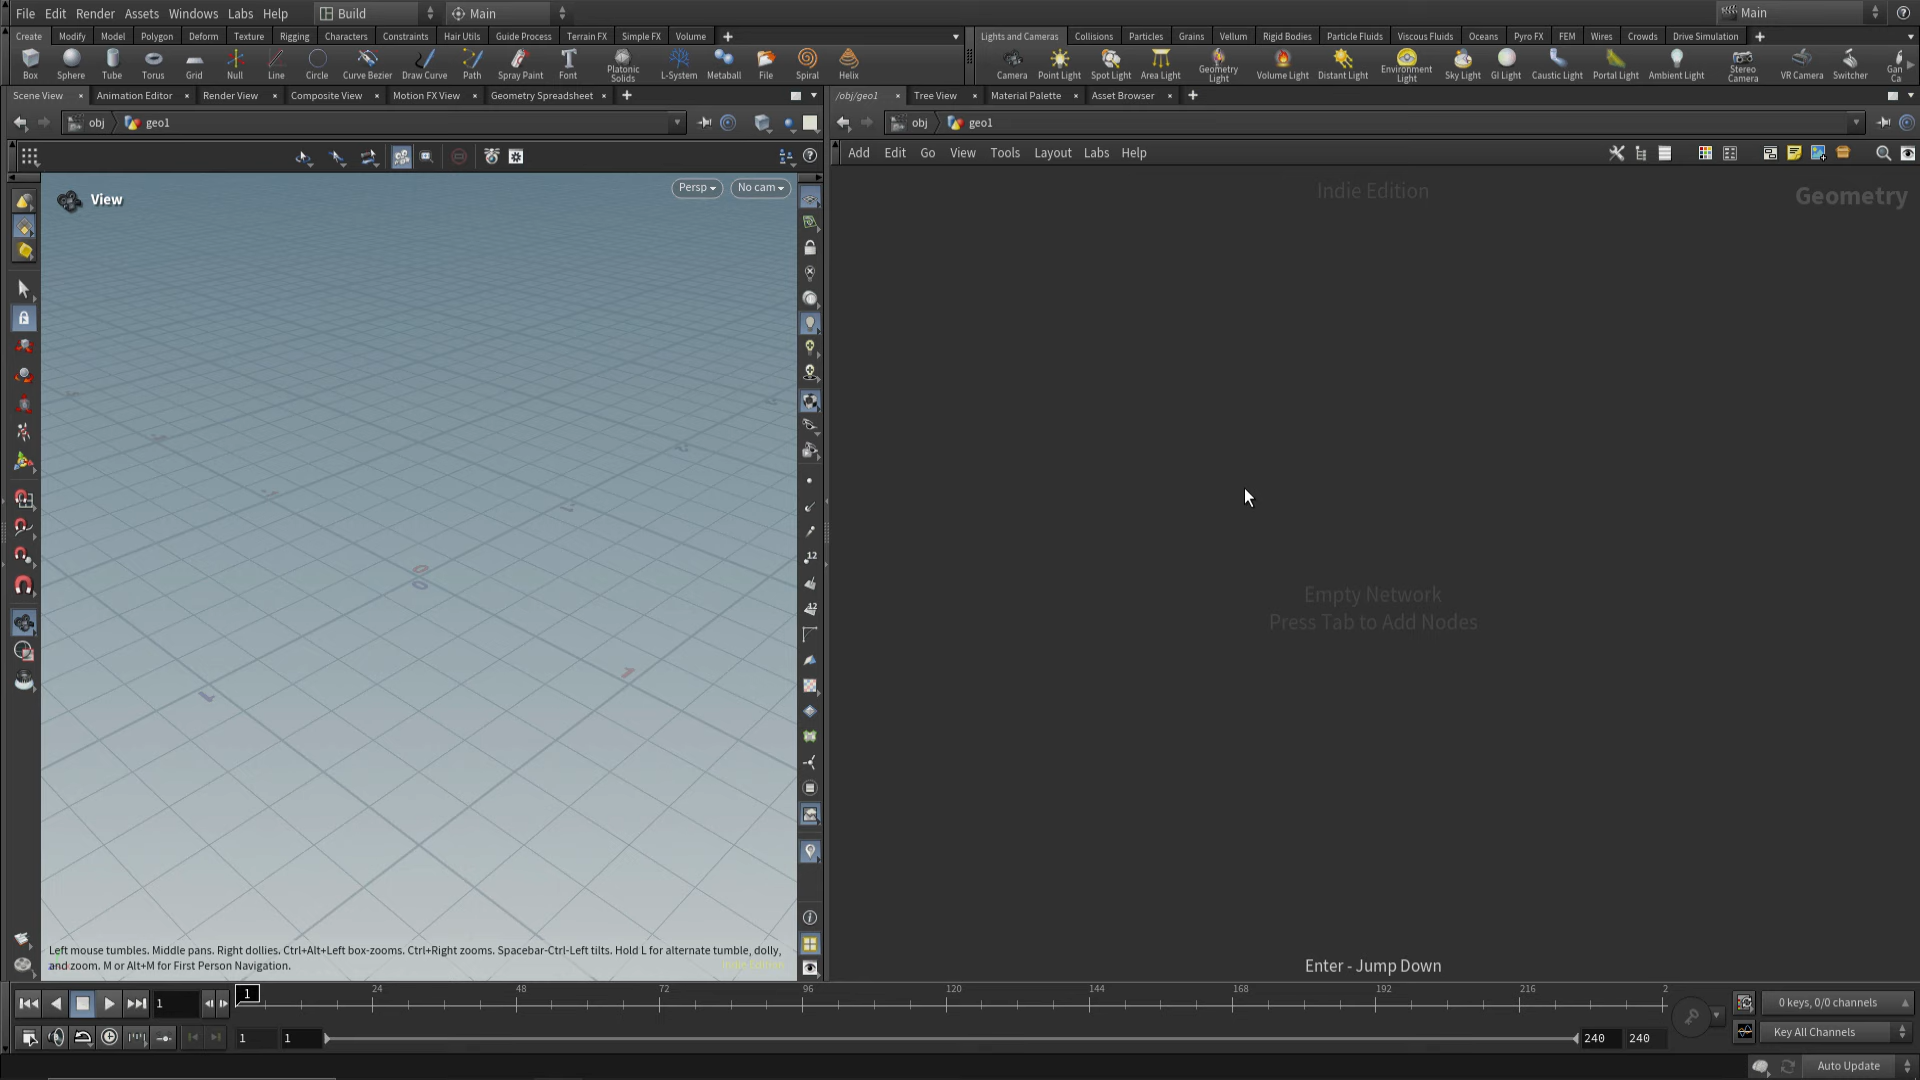 File Edit Render Assets Windows Labs Help Build Main Main
Create Modify Model Polygon Deform Texture Rigging Characters Constraints Hair Utils Guide Process Terrain FX Simple FX Volume
Lights and Cameras Collisions Particles Grains Vellum Rigid Bodies Particle Fluids Viscous Fluids Oceans Pyro FX FEM Wires Crowds Drive Simulation
Box Sphere Tube Torus Grid Null Line Circle Curve Bezier Draw Curve Path Spray Paint Font Platonic Solids L-System Metaball File Spiral Helix
Camera Point Light Spot Light Area Light Geometry Light Volume Light Distant Light Environment Light Sky Light GI Light Caustic Light Portal Light Ambient Light Stereo Camera VR Camera Switcher Gan Ca
Scene View Animation Editor Render View Composite View Motion FX View Geometry Spreadsheet
/obj/geo1 Tree View Material Palette Asset Browser
obj geo1
obj geo1
Add Edit Go View Tools Layout Labs Help
View
Persp No cam
Indie Edition
Geometry
0
0
1
1
12
12
Empty Network
Press Tab to Add Nodes
Left mouse tumbles. Middle pans. Right dollies. Ctrl+Alt+Left box-zooms. Ctrl+Right zooms. Spacebar-Ctrl-Left tilts. Hold L for alternate tumble, dolly,
and zoom. M or Alt+M for First Person Navigation.
Indie Edition
Enter - Jump Down
1 1 24 48 72 96 120 144 168 192 216 2
0 keys, 0/0 channels
1 1 240 240
Key All Channels
Auto Update